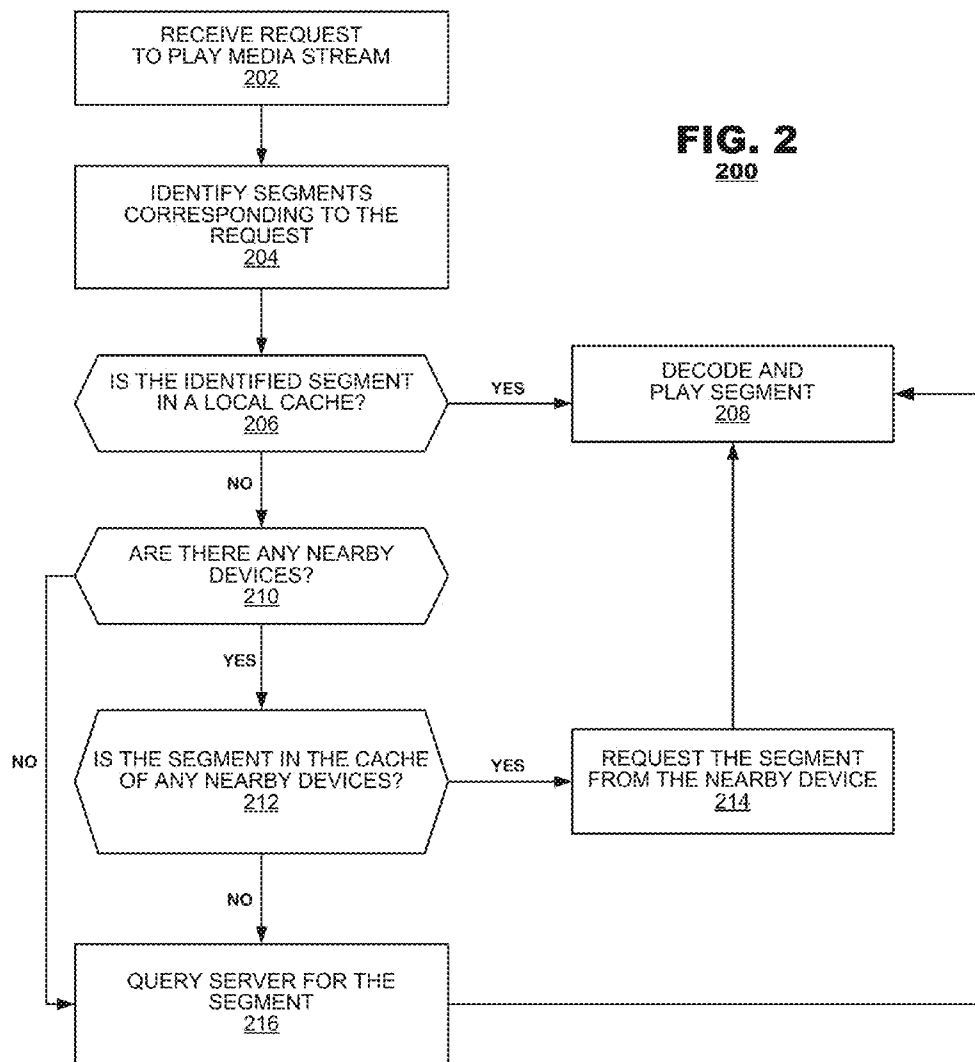 RECEIVE REQUEST
TO PLAY MEDIA STREAM
202
FIG. 2
200
IDENTIFY SEGMENTS
CORRESPONDING TO THE
REQUEST
204
IS THE IDENTIFIED SEGMENT
IN A LOCAL CACHE?
206
YES
DECODE AND
PLAY SEGMENT
208
NO
ARE THERE ANY NEARBY
DEVICES?
210
YES
NO
IS THE SEGMENT IN THE CACHE
OF ANY NEARBY DEVICES?
212
YES
REQUEST THE SEGMENT
FROM THE NEARBY DEVICE
214
NO
QUERY SERVER FOR THE
SEGMENT
216